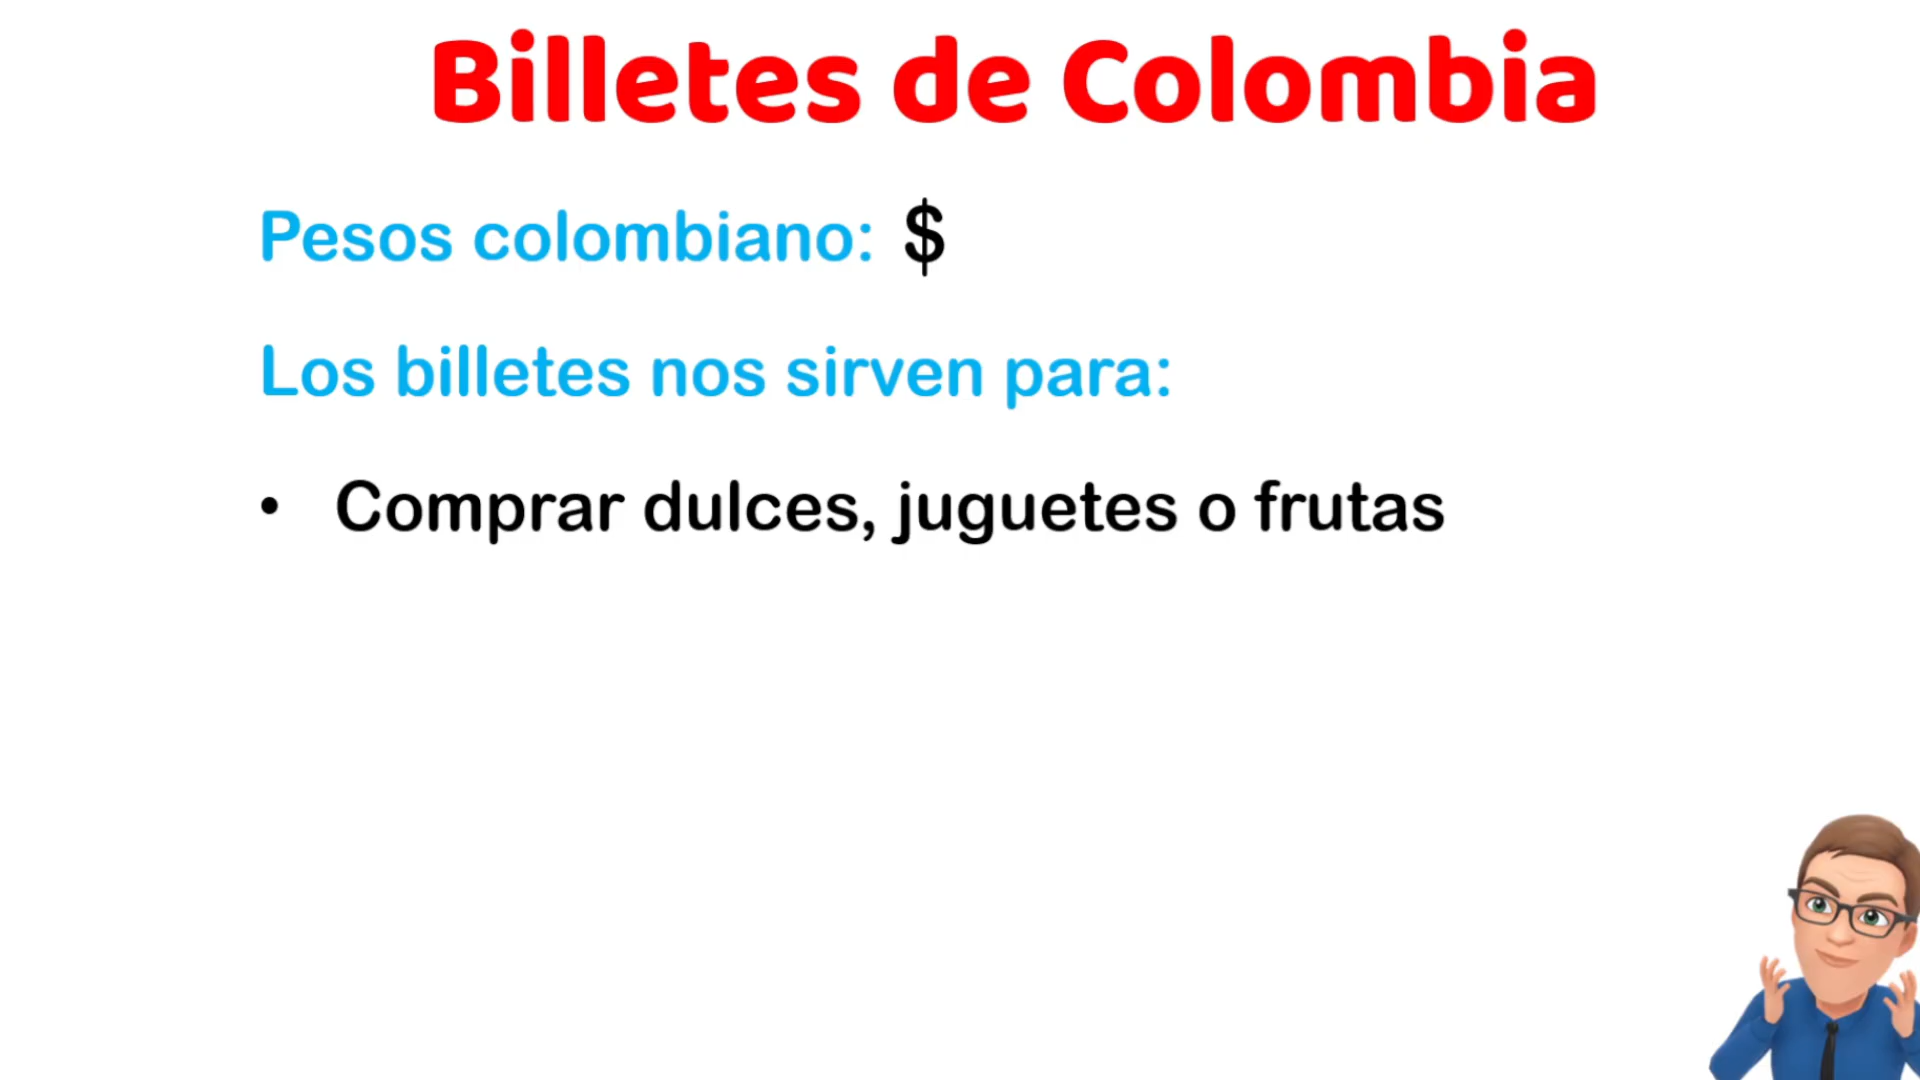 Billetes de Colombia
Pesos colombiano: $
Los billetes nos sirven para:
• Comprar dulces, juguetes o frutas